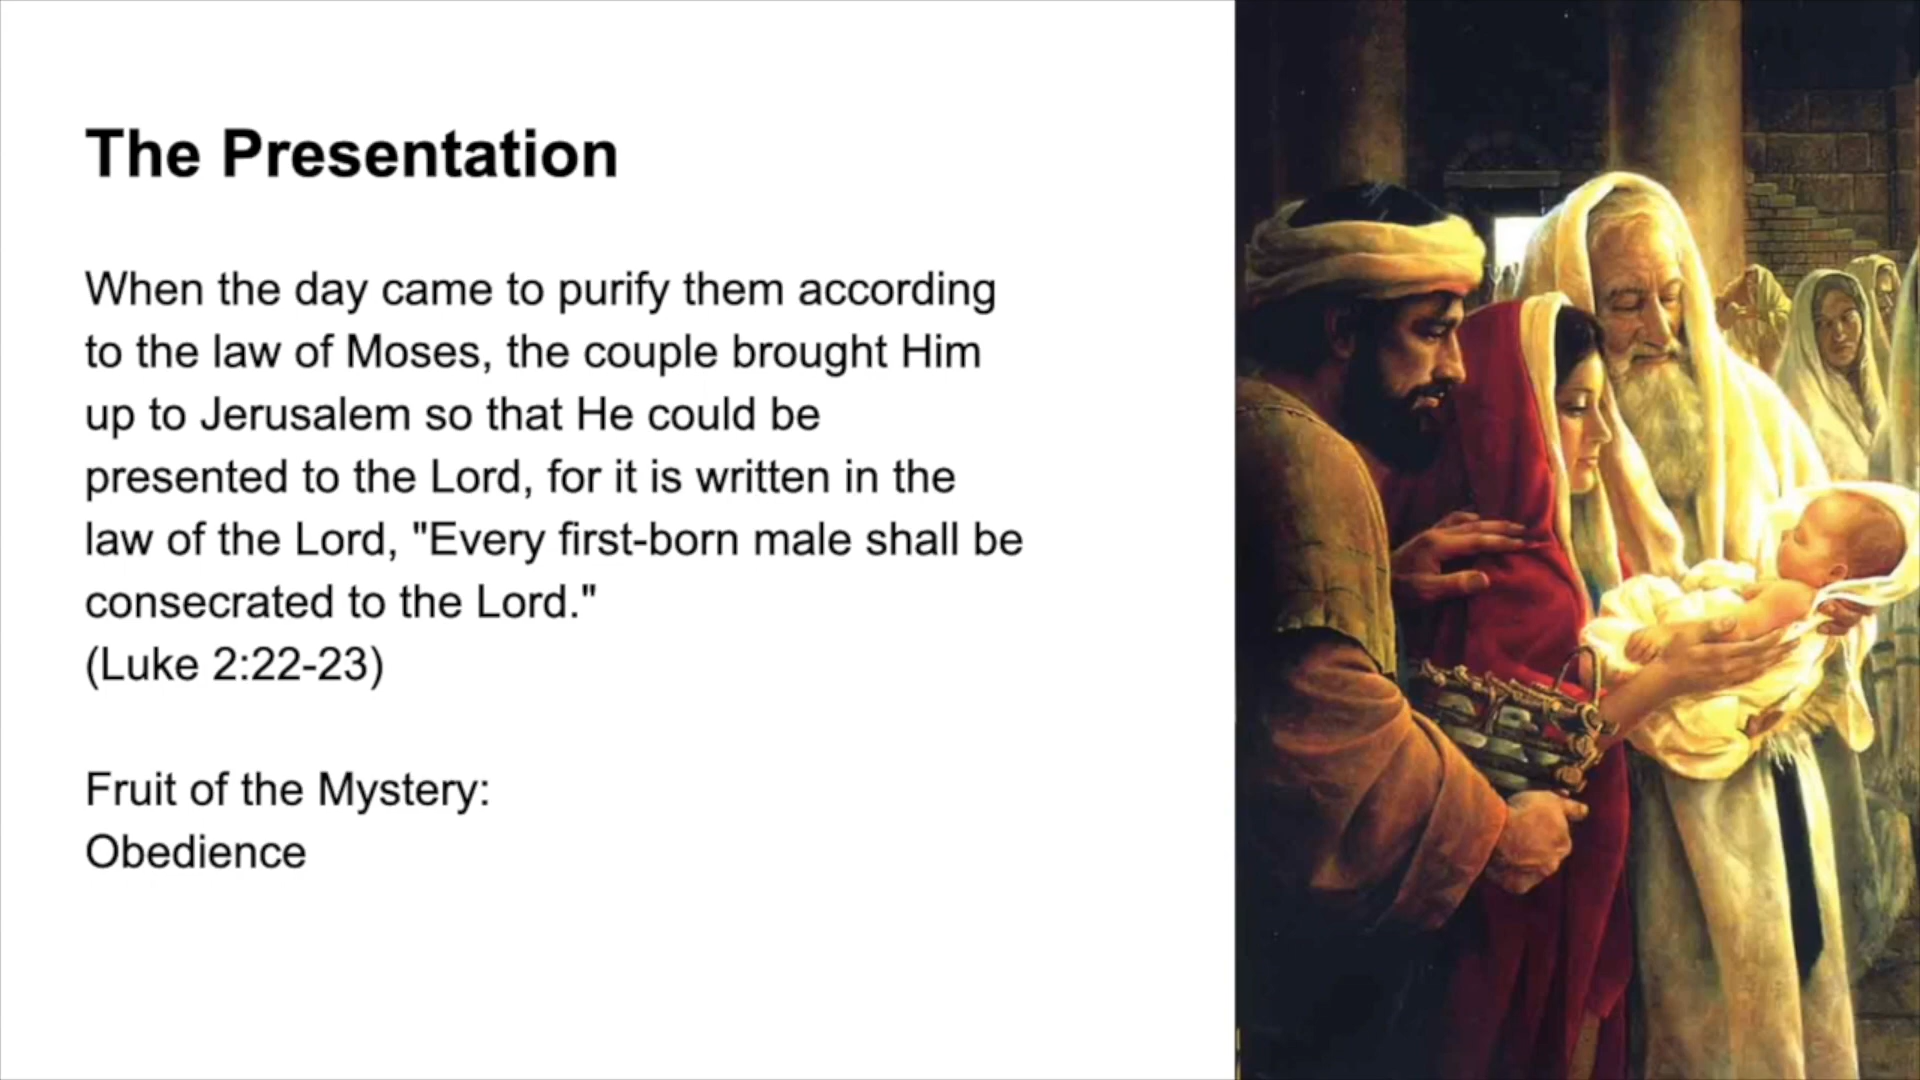 The Presentation
When the day came to purify them according
to the law of Moses, the couple brought Him
up to Jerusalem so that He could be
presented to the Lord, for it is written in the
law of the Lord, "Every first-born male shall be
consecrated to the Lord."
(Luke 2:22-23)
Fruit of the Mystery:
Obedience